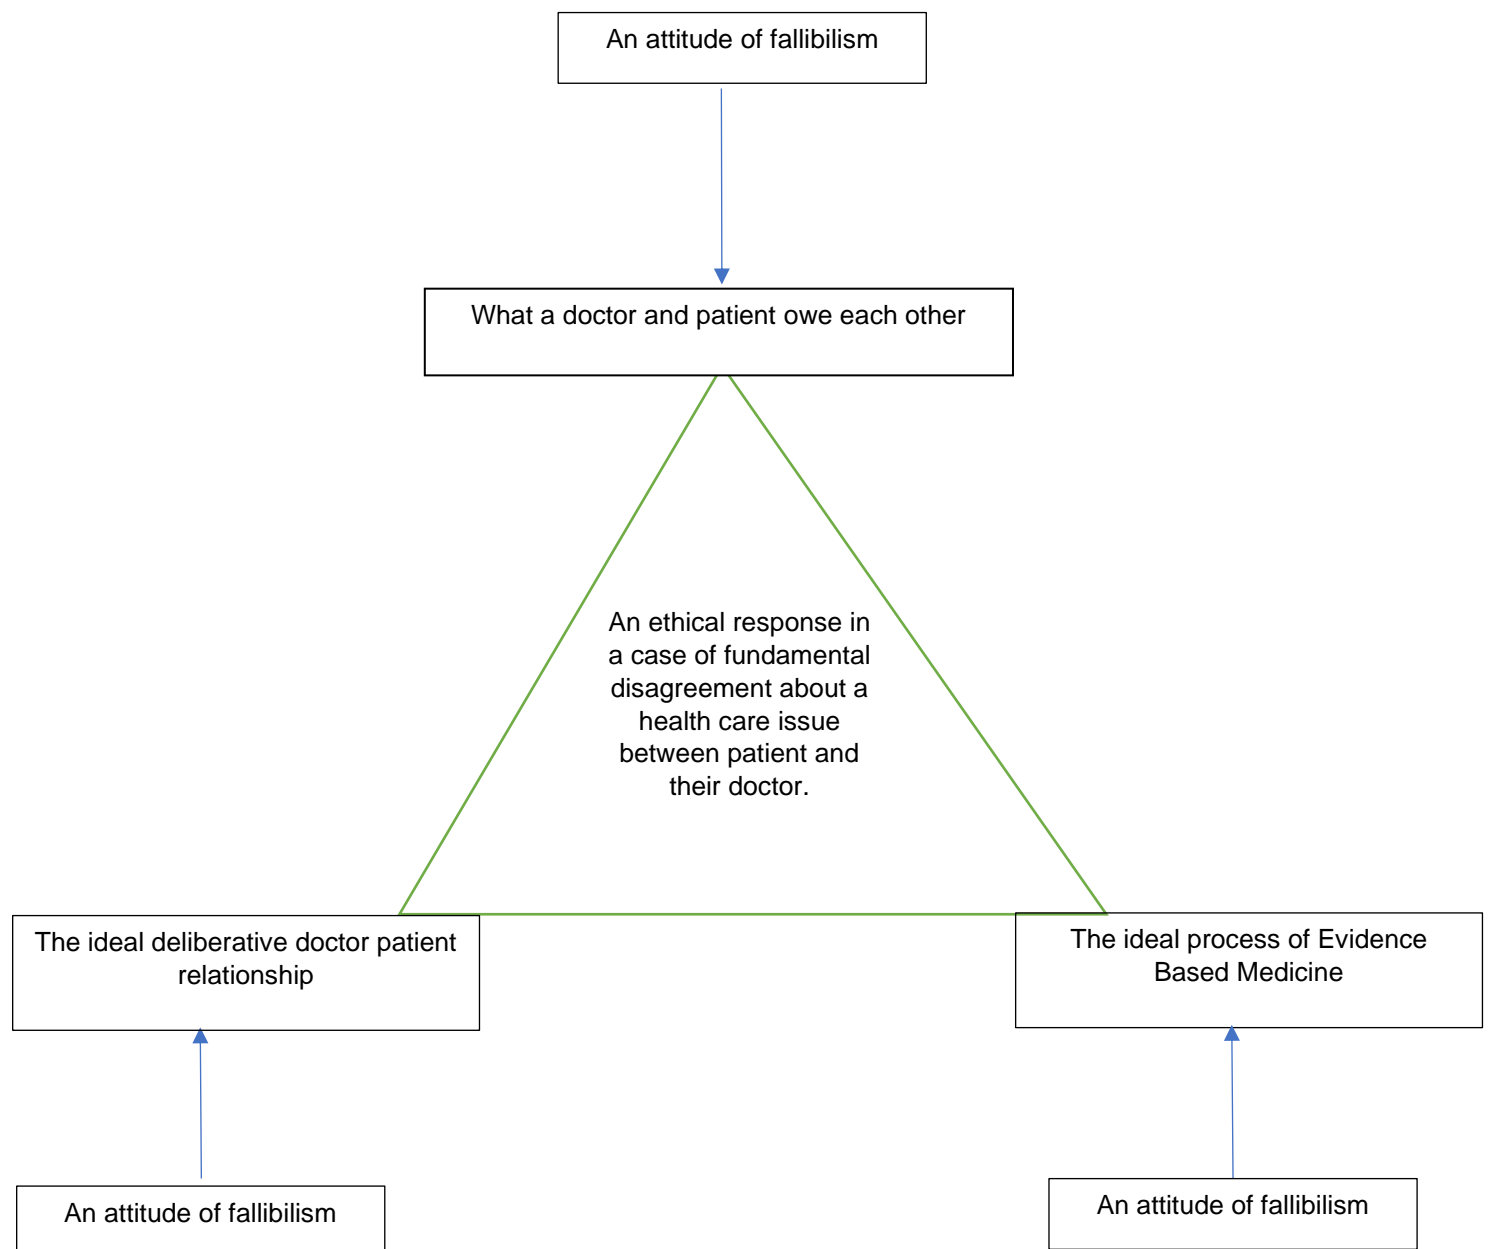 An attitude of fallibilism
What a doctor and patient owe each other
An ethical response in
a case of fundamental
disagreement about a
health care issue
between patient and
their doctor.
The ideal deliberative doctor patient
relationship
The ideal process of Evidence
Based Medicine
An attitude of fallibilism
An attitude of fallibilism